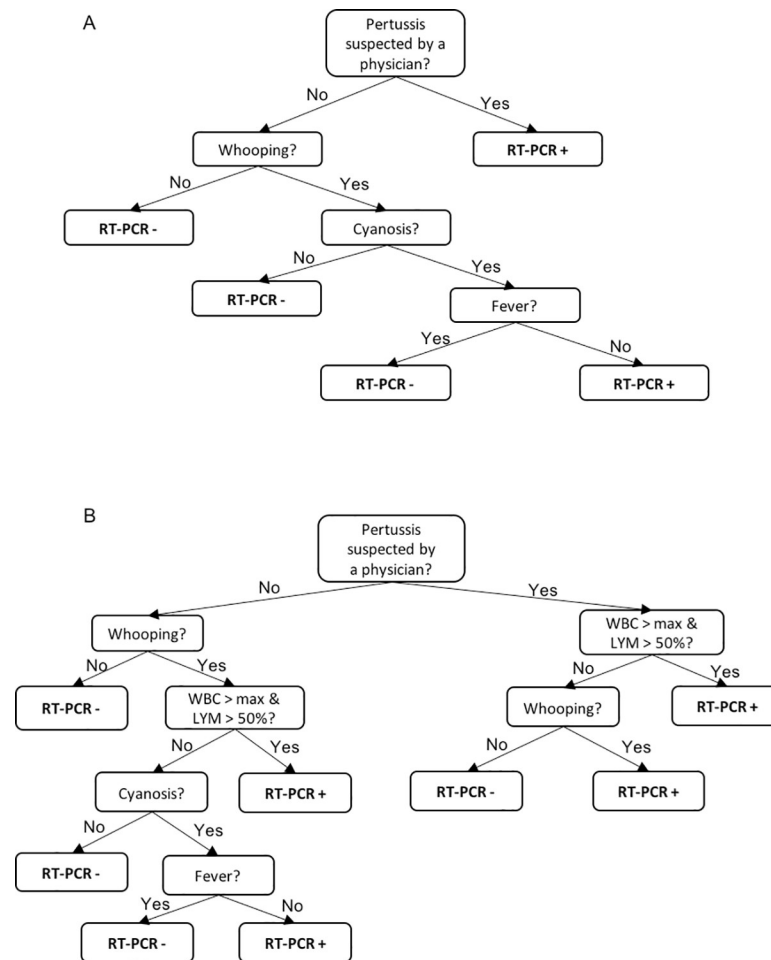 A
Pertussis
suspected by a
physician?
No
Yes
Whooping?
RT-PCR +
No
Yes
RT-PCR -
Cyanosis?
No
Yes
RT-PCR -
Fever?
Yes
No
RT-PCR -
RT-PCR +
B
Pertussis
suspected by
a physician?
No
Yes
Whooping?
WBC > max &
LYM > 50%?
No
Yes
No
Yes
RT-PCR -
WBC > max &
LYM > 50%?
Whooping?
RT-PCR +
No
Yes
No
Yes
Cyanosis?
RT-PCR +
RT-PCR -
RT-PCR +
No
Yes
RT-PCR -
Fever?
Yes
No
RT-PCR -
RT-PCR +